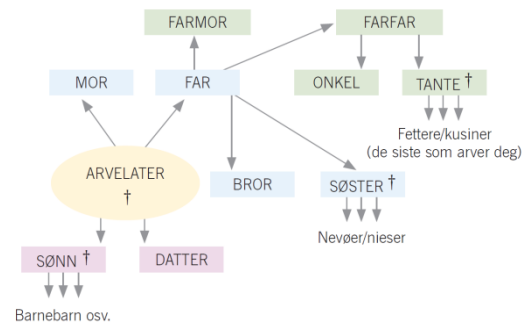 FARMOR
FARFAR
MOR
FAR
ONKEL
TANTE †
Fettere/kusiner
(de siste som arver deg)
ARVELATER
†
BROR
SØSTER †
Nevøer/nieser
SØNN †
DATTER
Barnebarn osv.